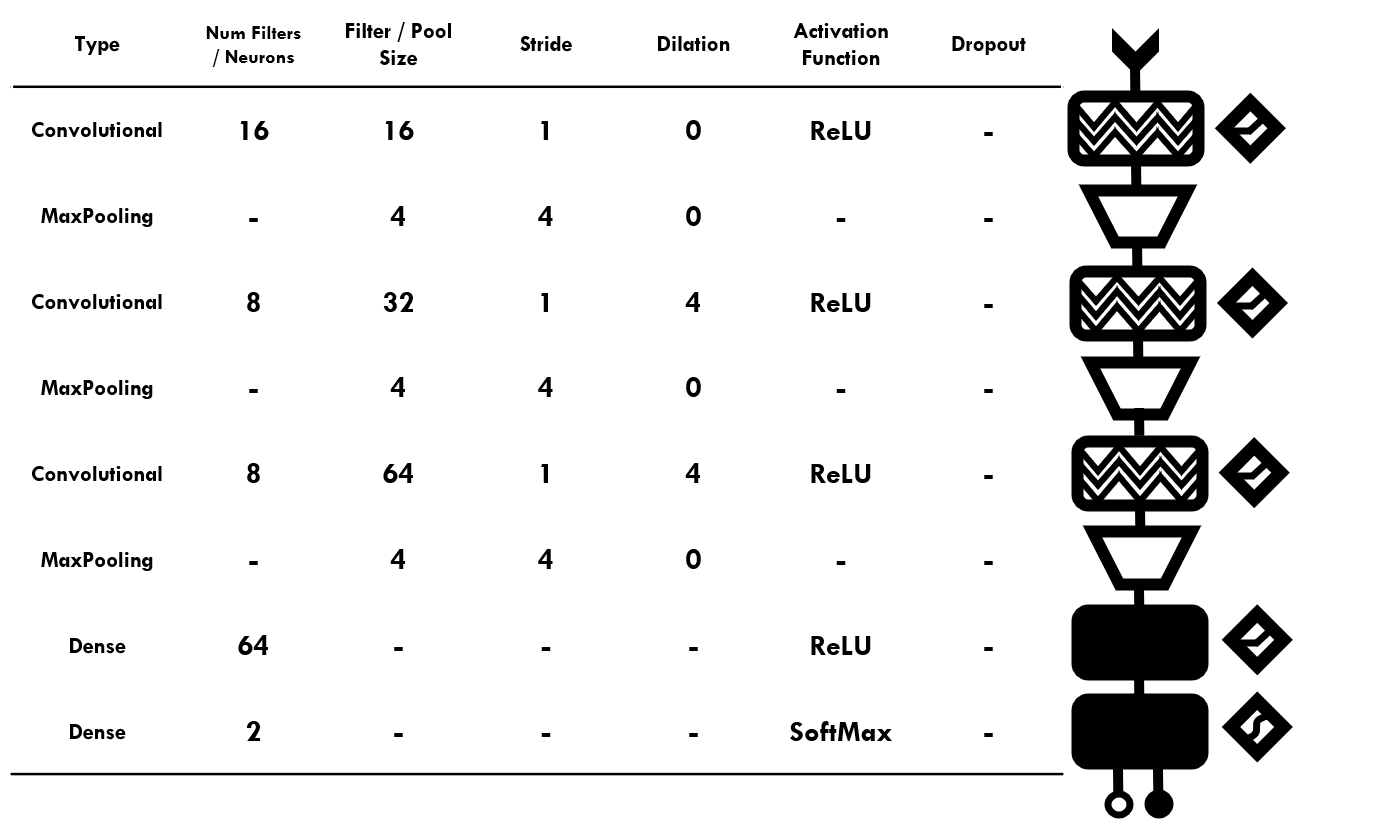 Type Num Filters / Neurons Filter / Pool Size Stride Dilation Activation Function Dropout
Convolutional 16 16 1 0 ReLU -
MaxPooling - 4 4 0 - -
Convolutional 8 32 1 4 ReLU -
MaxPooling - 4 4 0 - -
Convolutional 8 64 1 4 ReLU -
MaxPooling - 4 4 0 - -
Dense 64 - - - ReLU -
Dense 2 - - - SoftMax -